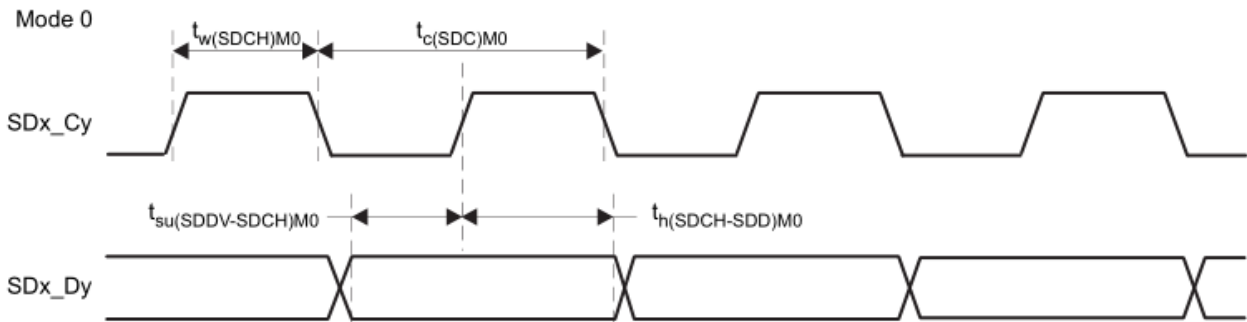 Mode 0
tw(SDCH)M0 tc(SDC)M0
SDx_Cy
tsu(SDDV-SDCH)M0 th(SDCH-SDD)M0
SDx_Dy